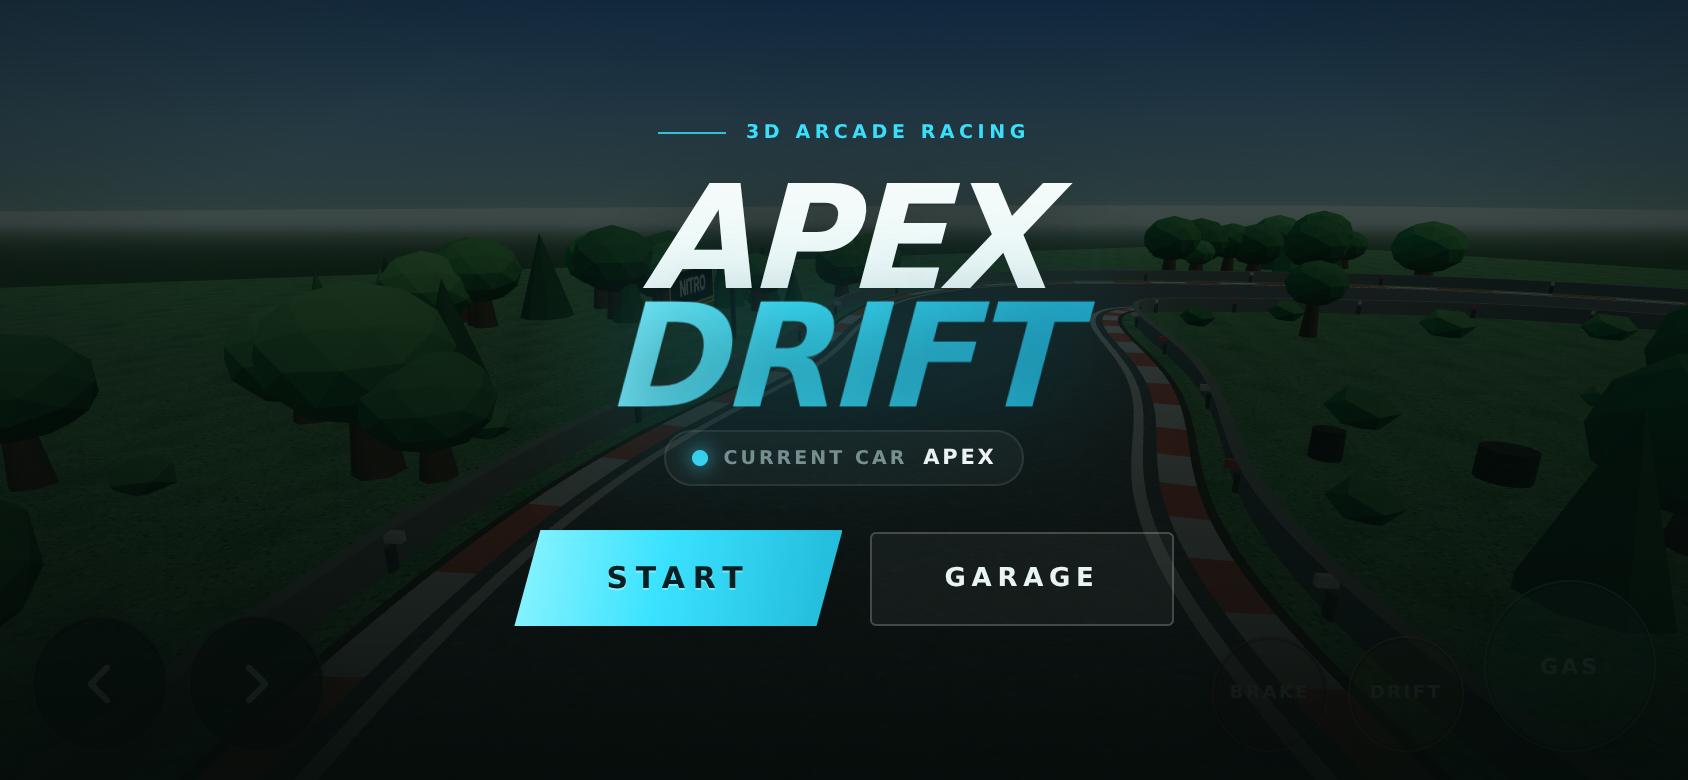 3D ARCADE RACING
APEX
NITRO
DRIFT
CURRENT CAR APEX
START
GARAGE
GAS
BRAKE
DRIFT